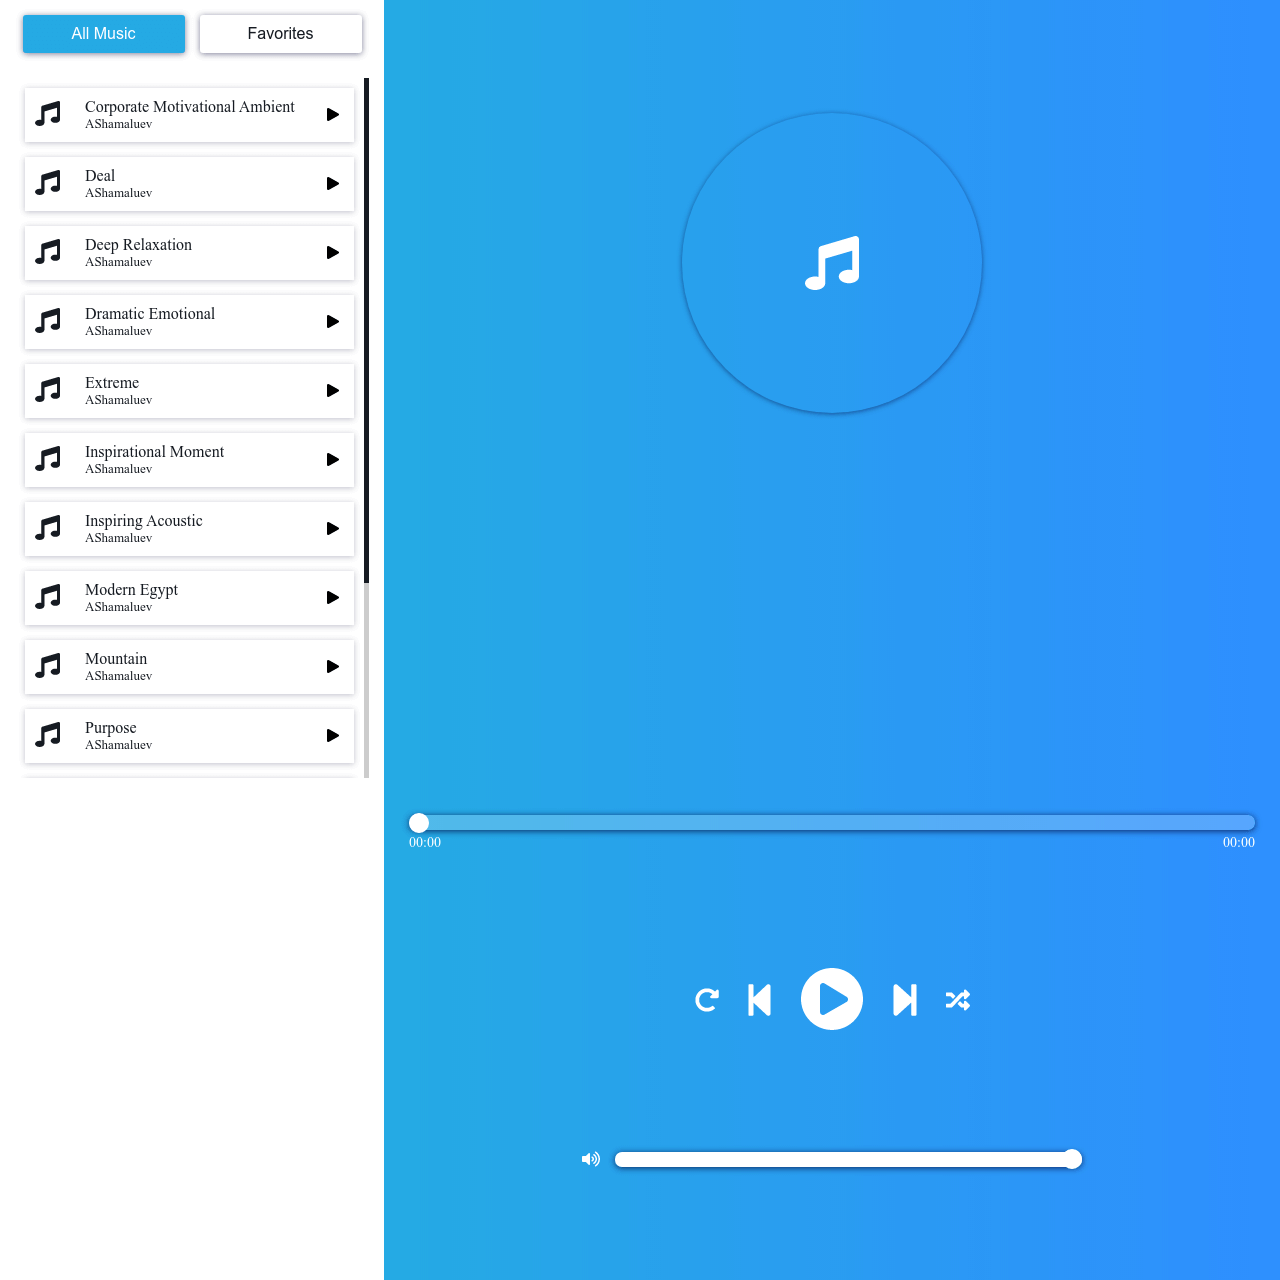 All Music
Favorites
Corporate Motivational Ambient
AShamaluev
Deal
AShamaluev
Deep Relaxation
AShamaluev
Dramatic Emotional
AShamaluev
Extreme
AShamaluev
Inspirational Moment
AShamaluev
Inspiring Acoustic
AShamaluev
Modern Egypt
AShamaluev
Mountain
AShamaluev
Purpose
AShamaluev
00:00
00:00